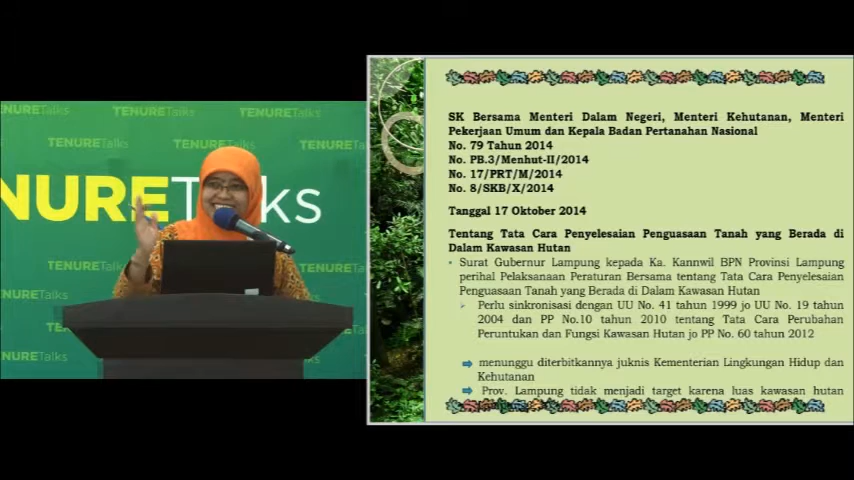 TENURETalks TENURETalks TENURETalks
TENURETalks TENURETalks TENURETalks
NURETalks
TENURETalks
TENURETalks
TENURETalks
TENURETalks
SK Bersama Menteri Dalam Negeri, Menteri Kehutanan, Menteri
Pekerjaan Umum dan Kepala Badan Pertanahan Nasional
No. 79 Tahun 2014
No. PB.3/Menhut-II/2014
No. 17/PRT/M/2014
No. 8/SKB/X/2014
Tanggal 17 Oktober 2014
Tentang Tata Cara Penyelesaian Penguasaan Tanah yang Berada di
Dalam Kawasan Hutan
Surat Gubernur Lampung kepada Ka. Kannwil BPN Provinsi Lampung
perihal Pelaksanaan Peraturan Bersama tentang Tata Cara Penyelesaian
Penguasaan Tanah yang Berada di Dalam Kawasan Hutan
Perlu sinkronisasi dengan UU No. 41 tahun 1999 jo UU No. 19 tahun
2004 dan PP No.10 tahun 2010 tentang Tata Cara Perubahan
Peruntukan dan Fungsi Kawasan Hutan jo PP No. 60 tahun 2012
menunggu diterbitkannya juknis Kementerian Lingkungan Hidup dan
Kehutanan
Prov. Lampung tidak menjadi target karena luas kawasan hutan